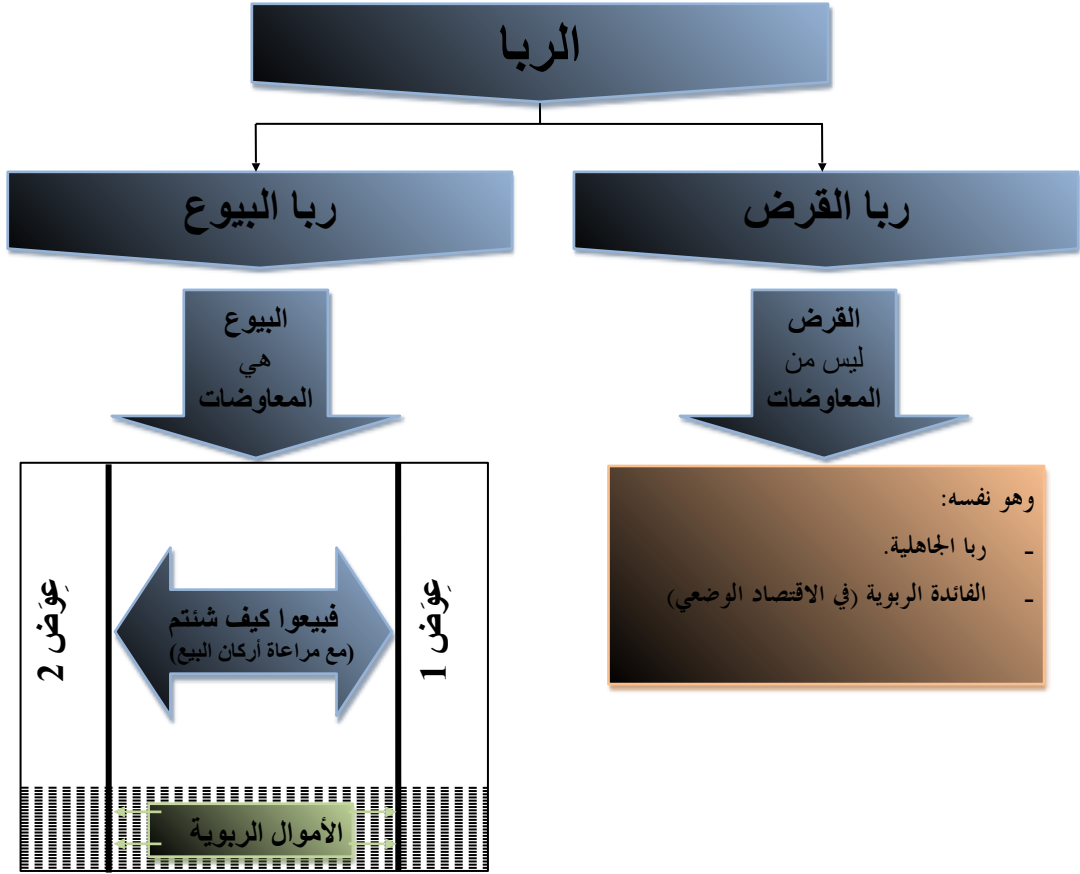 الربا
ربا القرض
ربا البيوع
القرض
ليس من
المعاوضات
البيوع
هي
المعاوضات
وهو نفسه:
- ربا الجاهلية.
- الفائدة الربوية (في الاقتصاد الوضعي)
عِوَض 1
فبيعوا كيف شئتم
(مع مراعاة أركان البيع)
عِوَض 2
الأموال الربوية